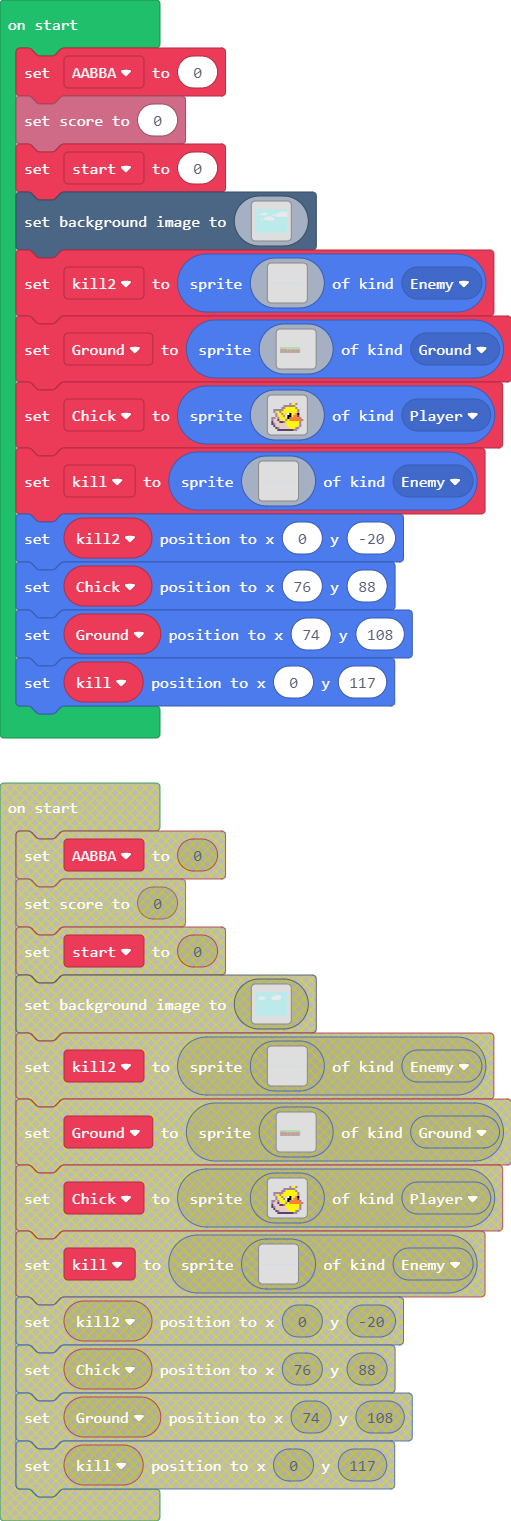 on start
set AABBA to 0
set score to 0
set start to 0
set background image to
set kill2 to sprite of kind Enemy
set Ground to sprite of kind Ground
set Chick to sprite of kind Player
set kill to sprite of kind Enemy
set kill2 position to x 0 y -20
set Chick position to x 76 y 88
set Ground position to x 74 y 108
set kill position to x 0 y 117
on start
set AABBA to 0
set score to 0
set start to 0
set background image to
set kill2 to sprite of kind Enemy
set Ground to sprite of kind Ground
set Chick to sprite of kind Player
set kill to sprite of kind Enemy
set kill2 position to x 0 y -20
set Chick position to x 76 y 88
set Ground position to x 74 y 108
set kill position to x 0 y 117